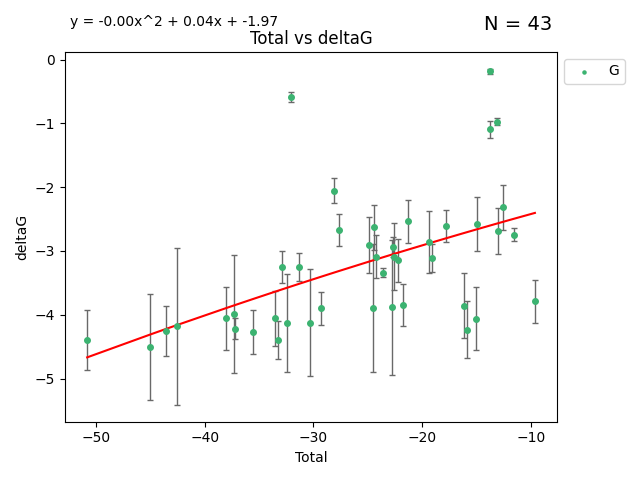 y = -0.00x^2 + 0.04x + -1.97
N = 43
Total vs deltaG
G
0
−1
−2
−3
−4
−5
deltaG
−50 −40 −30 −20 −10
Total